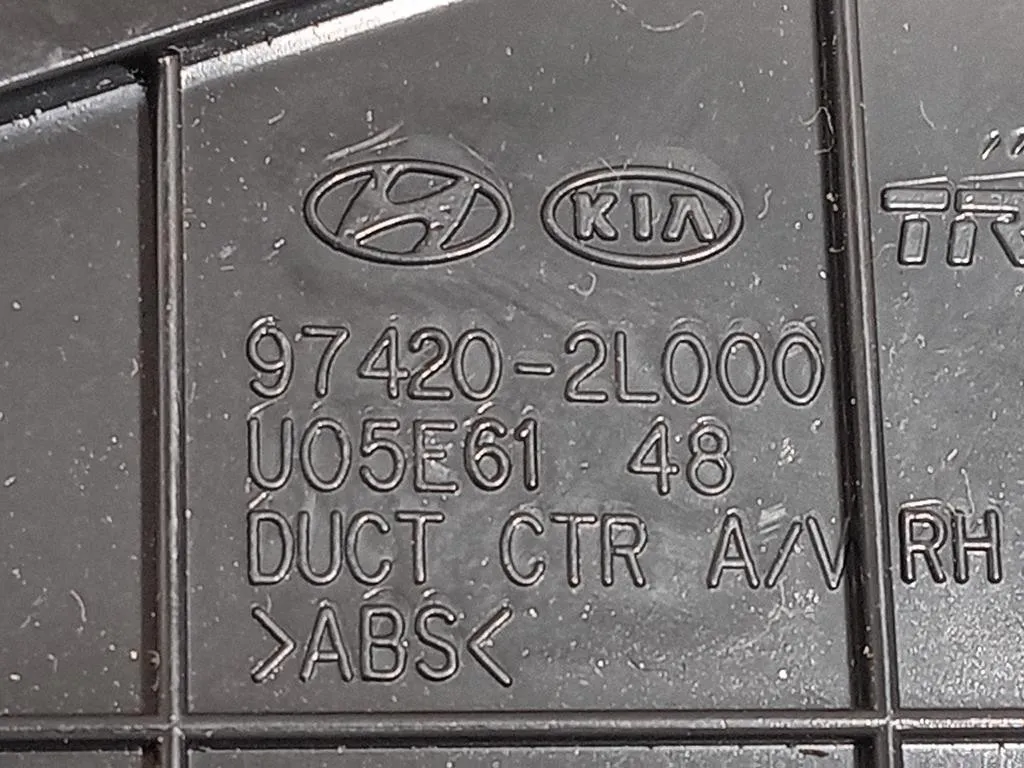 KIA
97420-2L000
U05E61 48
DUCT CTR A/V RH
>ABS<